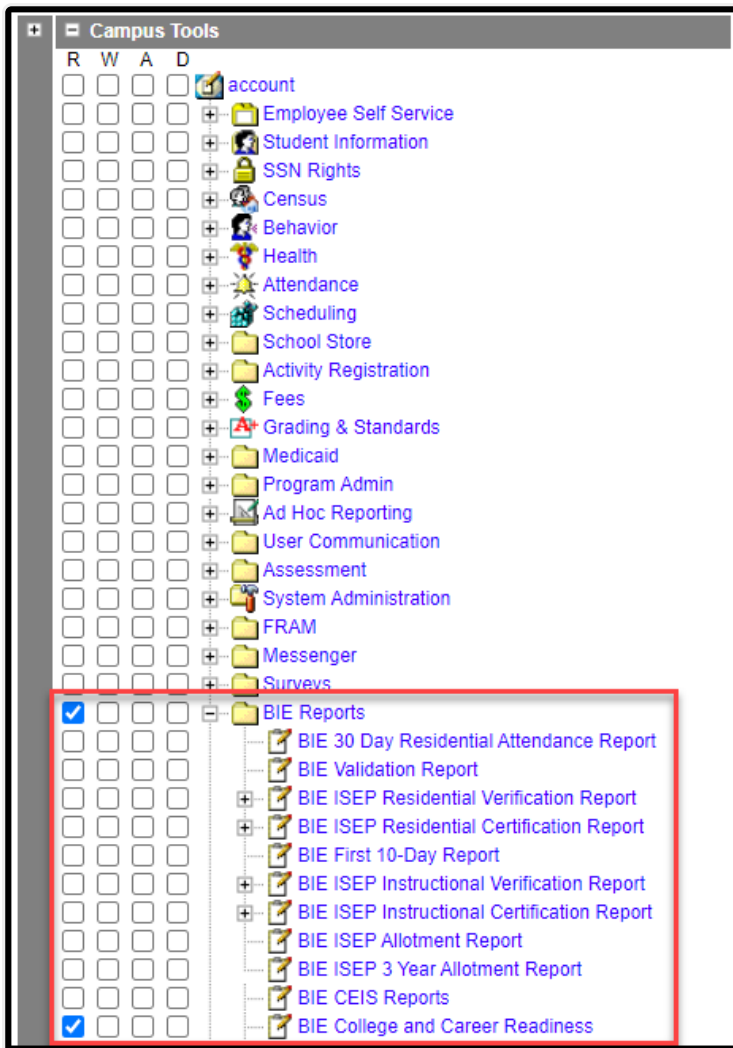 Campus Tools
R W A D
account
Employee Self Service
Student Information
SSN Rights
Census
Behavior
Health
Attendance
Scheduling
School Store
Activity Registration
Fees
Grading & Standards
Medicaid
Program Admin
Ad Hoc Reporting
User Communication
Assessment
System Administration
FRAM
Messenger
Surveys
BIE Reports
BIE 30 Day Residential Attendance Report
BIE Validation Report
BIE ISEP Residential Verification Report
BIE ISEP Residential Certification Report
BIE First 10-Day Report
BIE ISEP Instructional Verification Report
BIE ISEP Instructional Certification Report
BIE ISEP Allotment Report
BIE ISEP 3 Year Allotment Report
BIE CEIS Reports
BIE College and Career Readiness